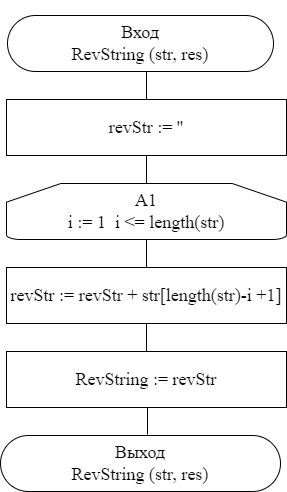 Вход
RevString (str, res)
revStr := ''
A1
i := 1 i <= length(str)
revStr := revStr + str[length(str)-i +1]
RevString := revStr
Выход
RevString (str, res)